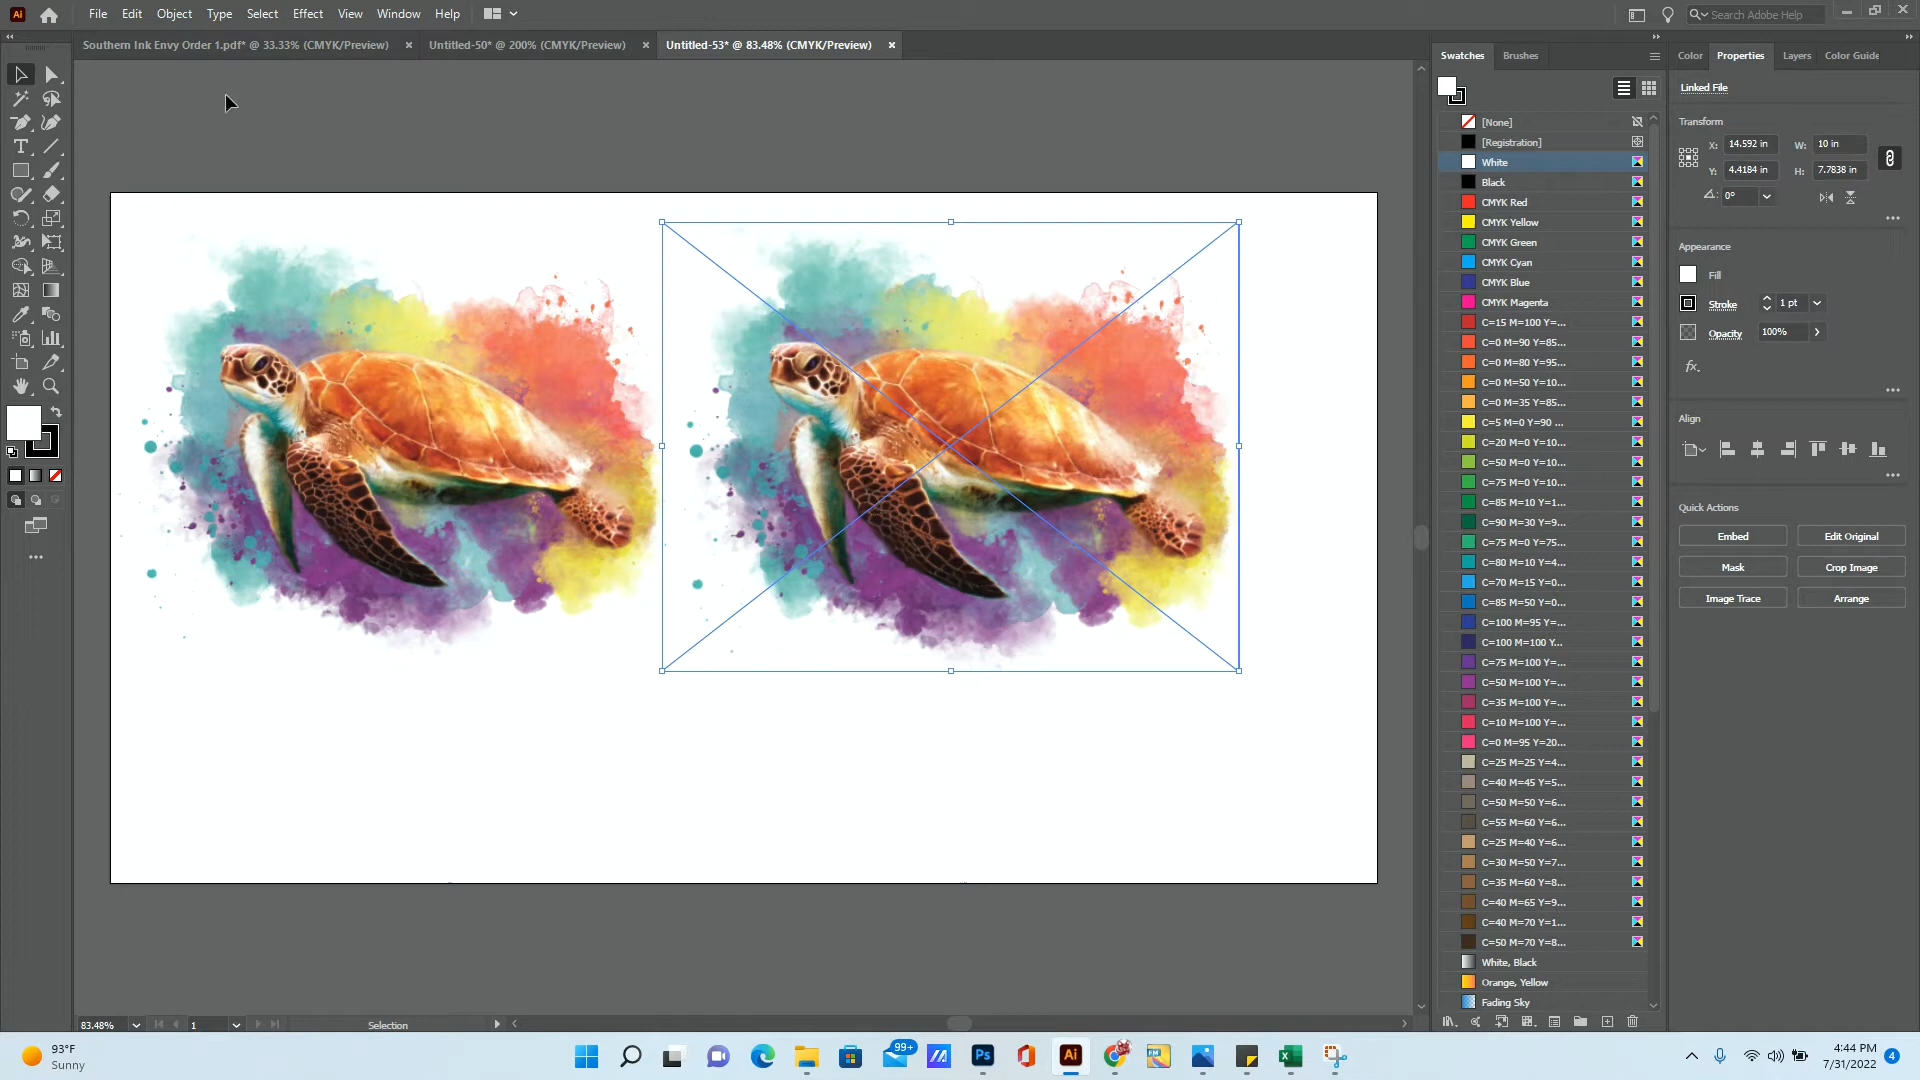 Ai File Edit Object Type Select Effect View Window Help Search Adobe Help
Southern Ink Envy Order 1.pdf* @ 33.33% (CMYK/Preview) × Untitled-50* @ 200% (CMYK/Preview) × Untitled-53* @ 83.48% (CMYK/Preview) ×
Swatches Brushes
Color Properties Layers Color Guide
Linked File
Transform
X: 14.592 in W: 10 in
Y: 4.4184 in H: 7.7838 in
0°
Appearance
Fill
Stroke 1 pt
Opacity 100%
fx.
Align
Quick Actions
Embed Edit Original
Mask Crop Image
Image Trace Arrange
[None]
[Registration]
White
Black
CMYK Red
CMYK Yellow
CMYK Green
CMYK Cyan
CMYK Blue
CMYK Magenta
C=15 M=100 Y=...
C=0 M=90 Y=85...
C=0 M=80 Y=95...
C=0 M=50 Y=10...
C=0 M=35 Y=85...
C=5 M=0 Y=90 ...
C=20 M=0 Y=10...
C=50 M=0 Y=10...
C=75 M=0 Y=10...
C=85 M=10 Y=1...
C=90 M=30 Y=9...
C=75 M=0 Y=75...
C=80 M=10 Y=4...
C=70 M=15 Y=0...
C=85 M=50 Y=0...
C=100 M=95 Y=...
C=100 M=100 Y...
C=75 M=100 Y=...
C=50 M=100 Y=...
C=35 M=100 Y=...
C=10 M=100 Y=...
C=0 M=95 Y=20...
C=25 M=25 Y=4...
C=40 M=45 Y=5...
C=50 M=50 Y=6...
C=55 M=60 Y=6...
C=25 M=40 Y=6...
C=30 M=50 Y=7...
C=35 M=60 Y=8...
C=40 M=65 Y=9...
C=40 M=70 Y=1...
C=50 M=70 Y=8...
White, Black
Orange, Yellow
Fading Sky
83.48% 1 Selection
93°F
Sunny
99+
Ps
Ai
4:44 PM
7/31/2022
4